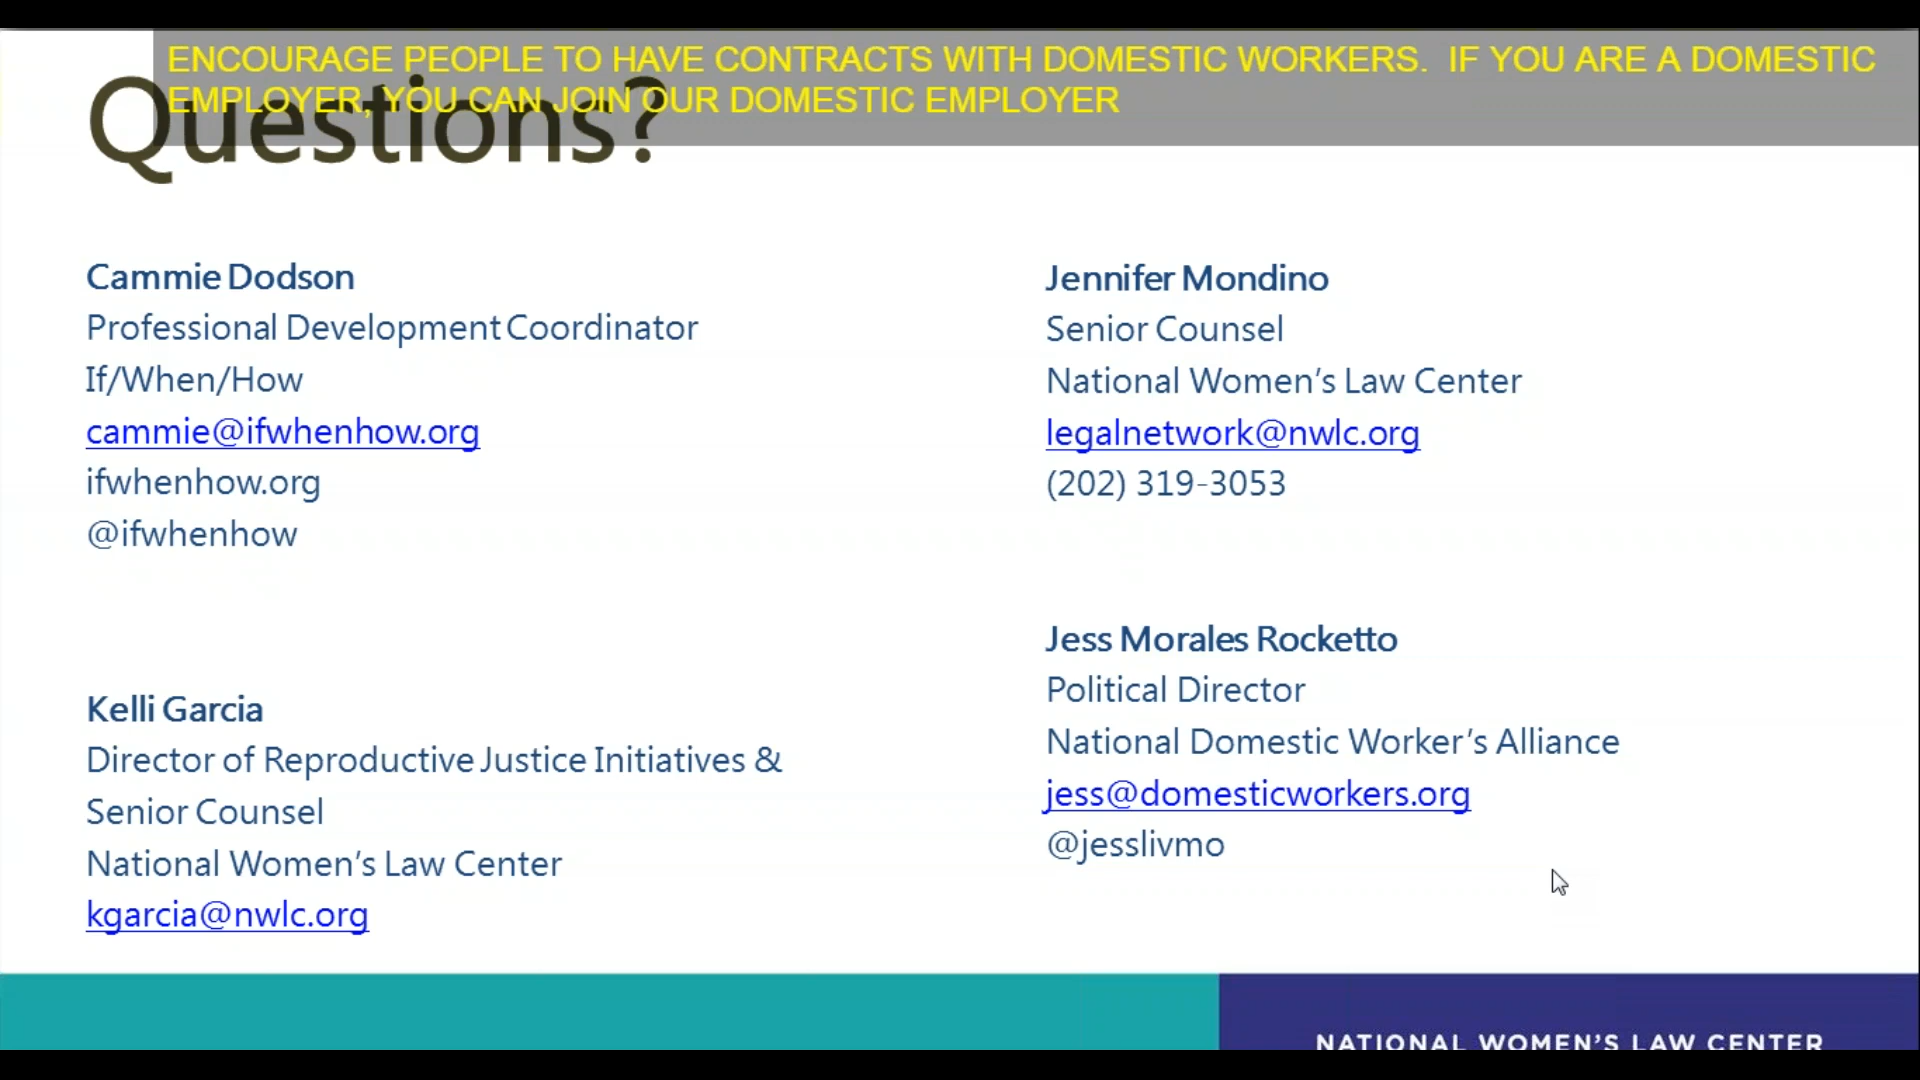 ENCOURAGE PEOPLE TO HAVE CONTRACTS WITH DOMESTIC WORKERS.  IF YOU ARE A DOMESTIC
EMPLOYER, YOU CAN JOIN OUR DOMESTIC EMPLOYER
Questions?
Cammie Dodson
Professional Development Coordinator
If/When/How
cammie@ifwhenhow.org
ifwhenhow.org
@ifwhenhow
Kelli Garcia
Director of Reproductive Justice Initiatives &
Senior Counsel
National Women’s Law Center
kgarcia@nwlc.org
Jennifer Mondino
Senior Counsel
National Women’s Law Center
legalnetwork@nwlc.org
(202) 319-3053
Jess Morales Rocketto
Political Director
National Domestic Worker’s Alliance
jess@domesticworkers.org
@jesslivmo
NATIONAL WOMEN’S LAW CENTER